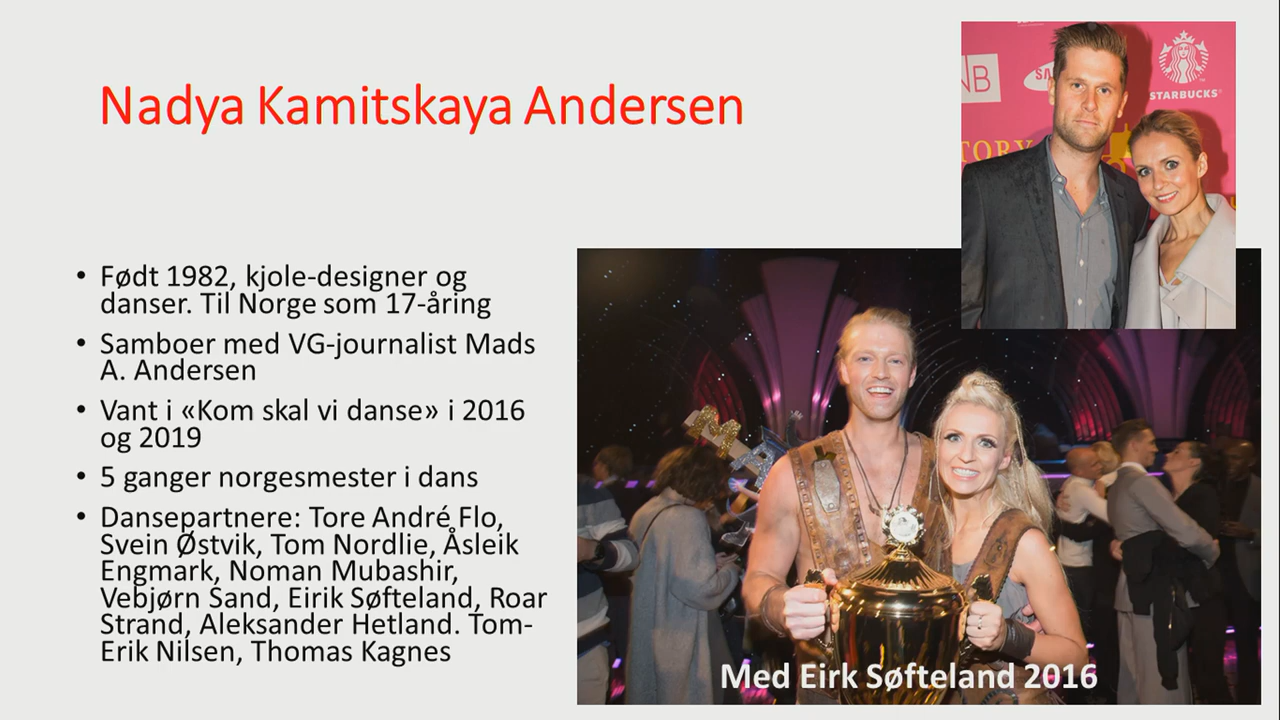 Nadya Kamitskaya Andersen
NB
SA
STARBUCKS
TORY
• Født 1982, kjole-designer og
danser. Til Norge som 17-åring
• Samboer med VG-journalist Mads
A. Andersen
• Vant i «Kom skal vi danse» i 2016
og 2019
• 5 ganger norgesmester i dans
• Dansepartnere: Tore André Flo,
Svein Østvik, Tom Nordlie, Åsleik
Engmark, Noman Mubashir,
Vebjørn Sand, Eirik Søfteland, Roar
Strand, Aleksander Hetland. Tom-
Erik Nilsen, Thomas Kagnes
Med Eirk Søfteland 2016